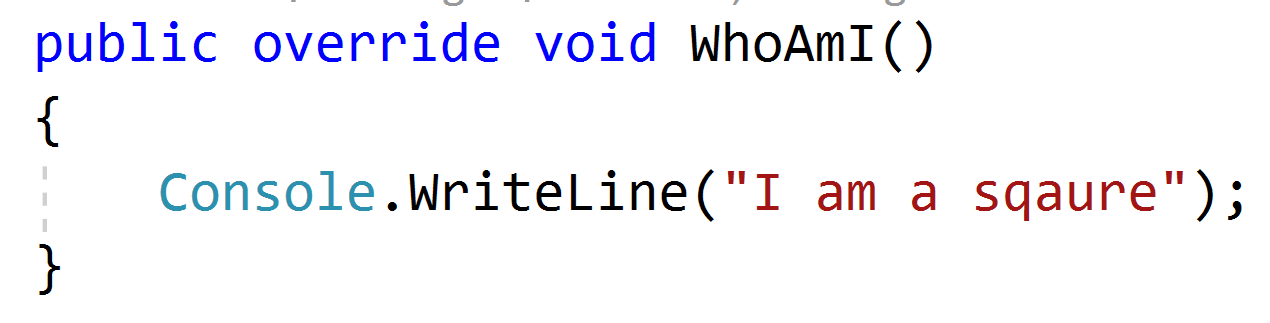 public override void WhoAmI()
{
Console.WriteLine("I am a sqaure");
}